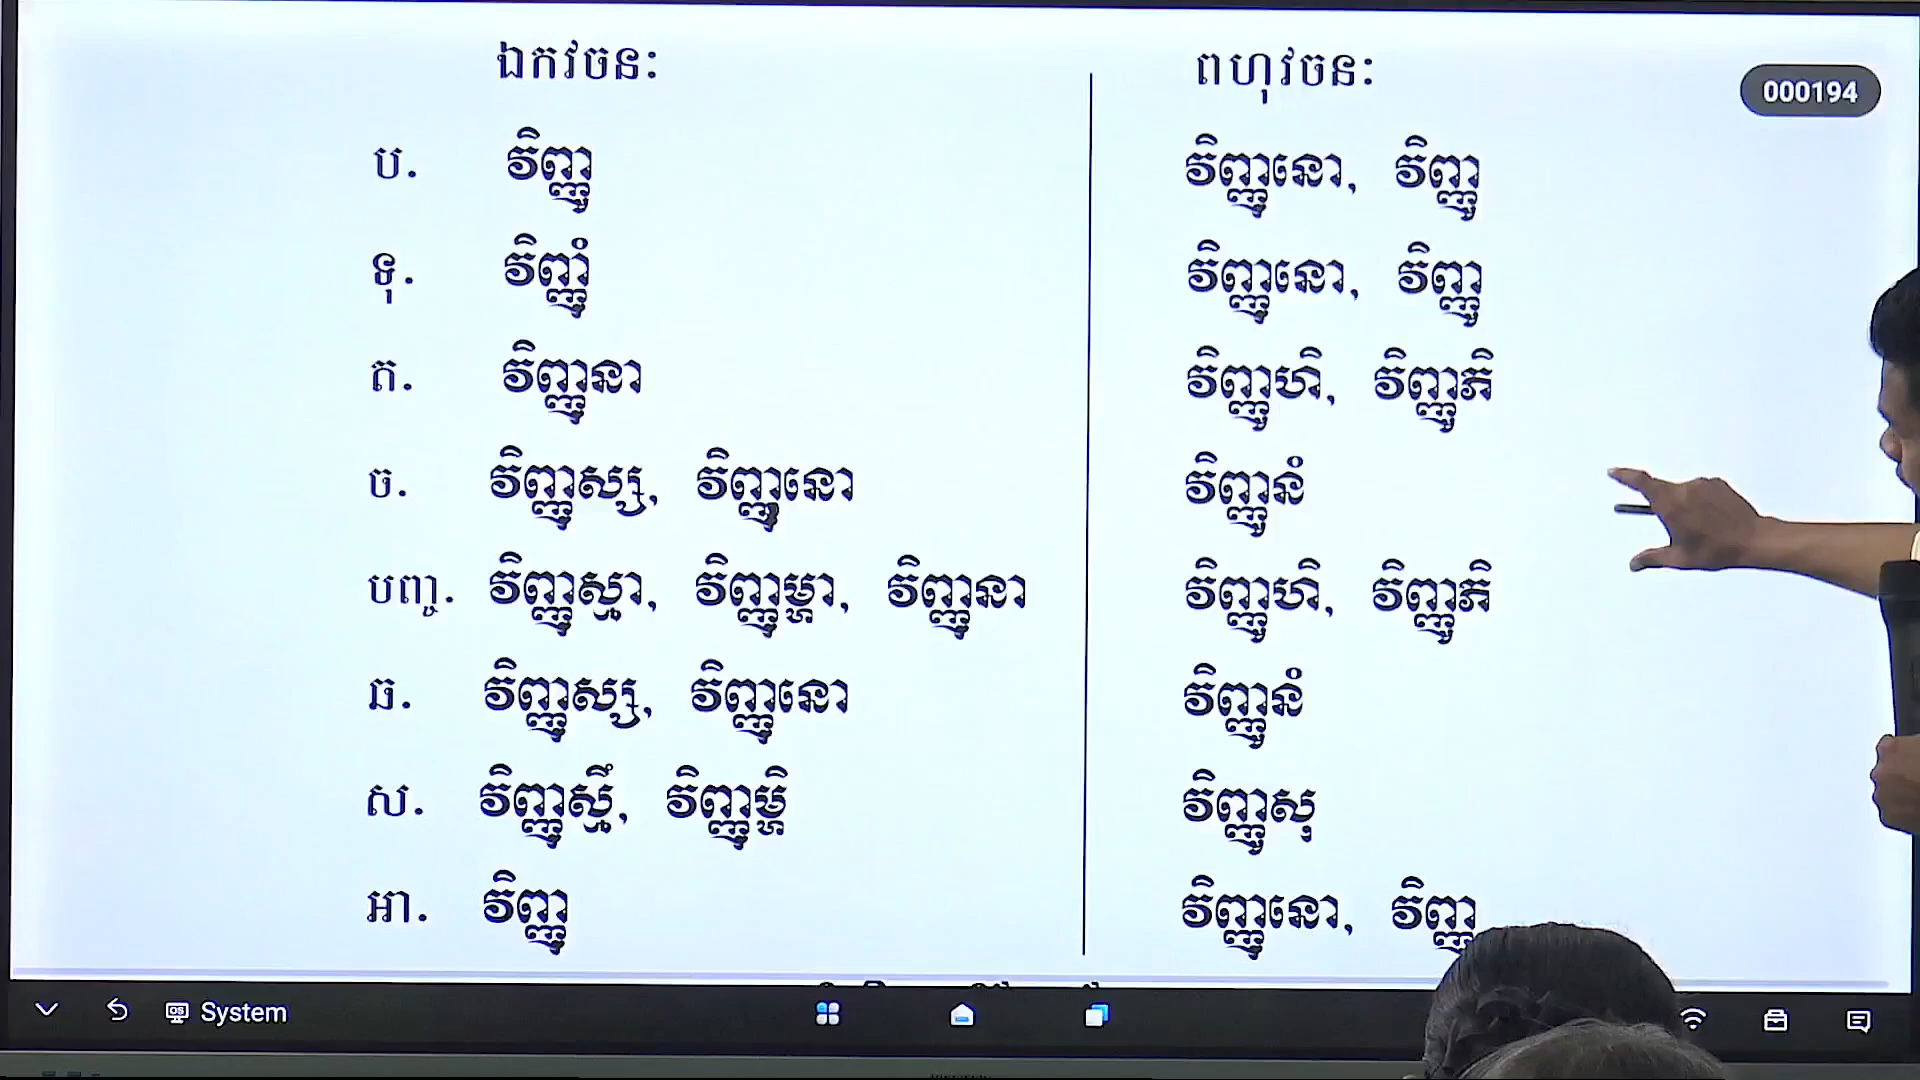 ឯកវចនៈ ពហុវចនៈ
000194
ប. វិញ្ញូ វិញ្ញុនោ, វិញ្ញូ
ទុ. វិញ្ញុំ វិញ្ញុនោ, វិញ្ញូ
ត. វិញ្ញុនា វិញ្ញូហិ, វិញ្ញូភិ
ច. វិញ្ញុស្ស, វិញ្ញុនោ វិញ្ញូនំ
បញ្ច. វិញ្ញុស្មា, វិញ្ញុម្ហា, វិញ្ញុនា វិញ្ញូហិ, វិញ្ញូភិ
ឆ. វិញ្ញុស្ស, វិញ្ញុនោ វិញ្ញូនំ
ស. វិញ្ញុស្មឹ, វិញ្ញុម្ហិ វិញ្ញូសុ
អា. វិញ្ញុ វិញ្ញុនោ, វិញ្ញូ
System